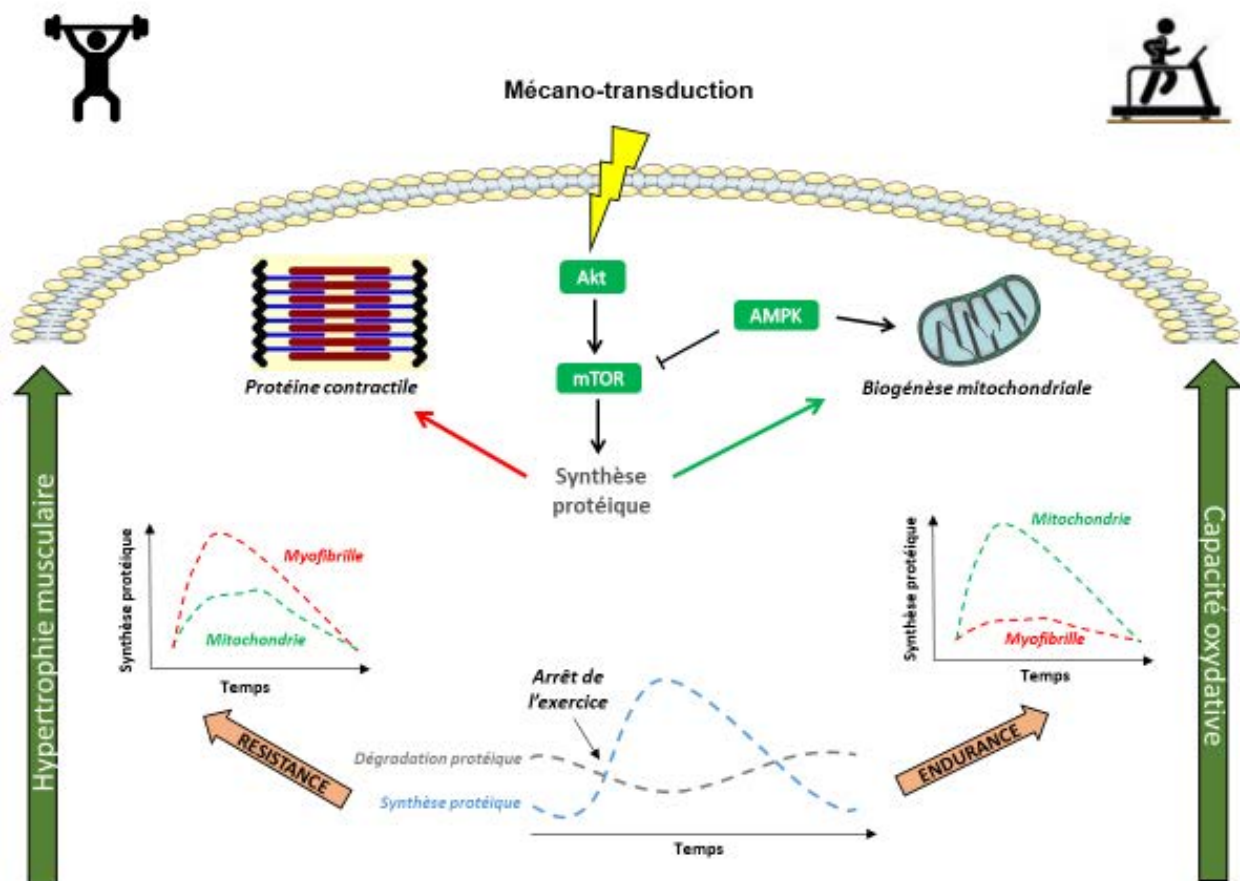 Mécano-transduction
Akt
AMPK
mTOR
Protéine contractile
Biogénèse mitochondriale
Synthèse
protéique
Hypertrophie musculaire
Capacité oxydative
Synthèse protéique
Myofibrille
Mitochondrie
Temps
Synthèse protéique
Mitochondrie
Myofibrille
Temps
RESISTANCE
ENDURANCE
Arrêt de
l'exercice
Dégradation protéique
Synthèse protéique
Temps